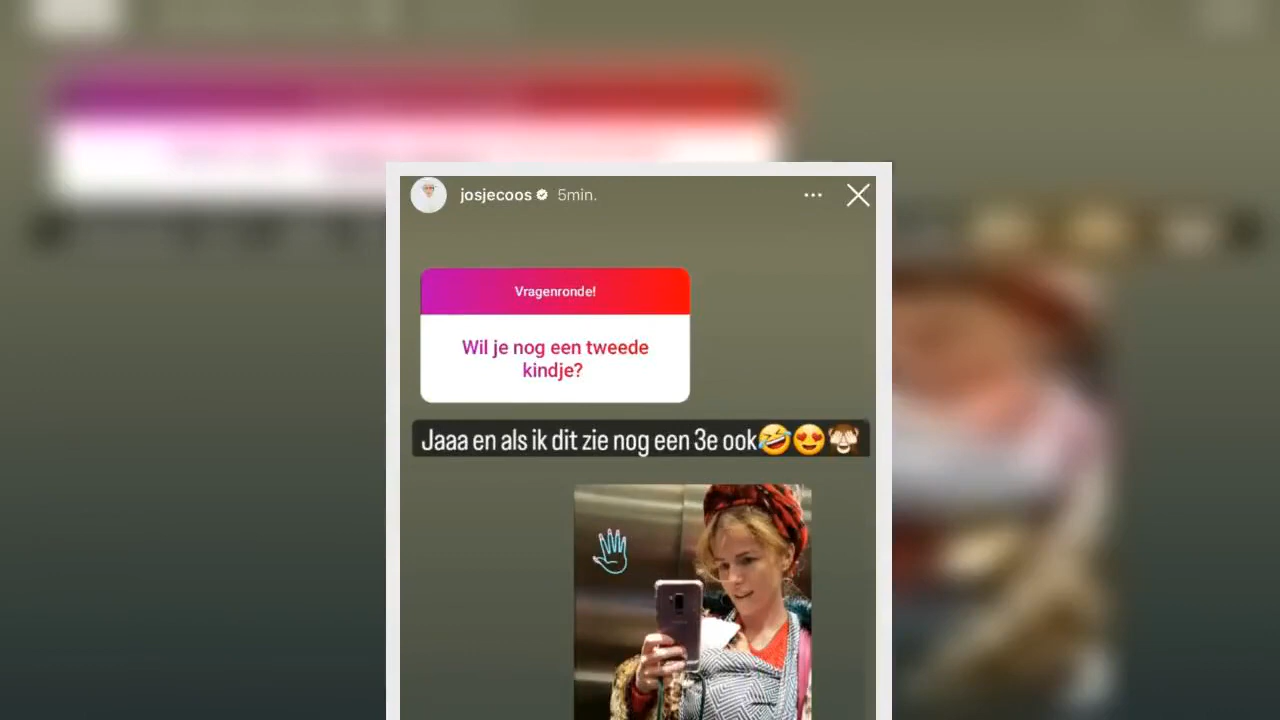 josjecoos 5min.
Vragenronde!
Wil je nog een tweede
kindje?
Jaaa en als ik dit zie nog een 3e ook🤣😍🙈